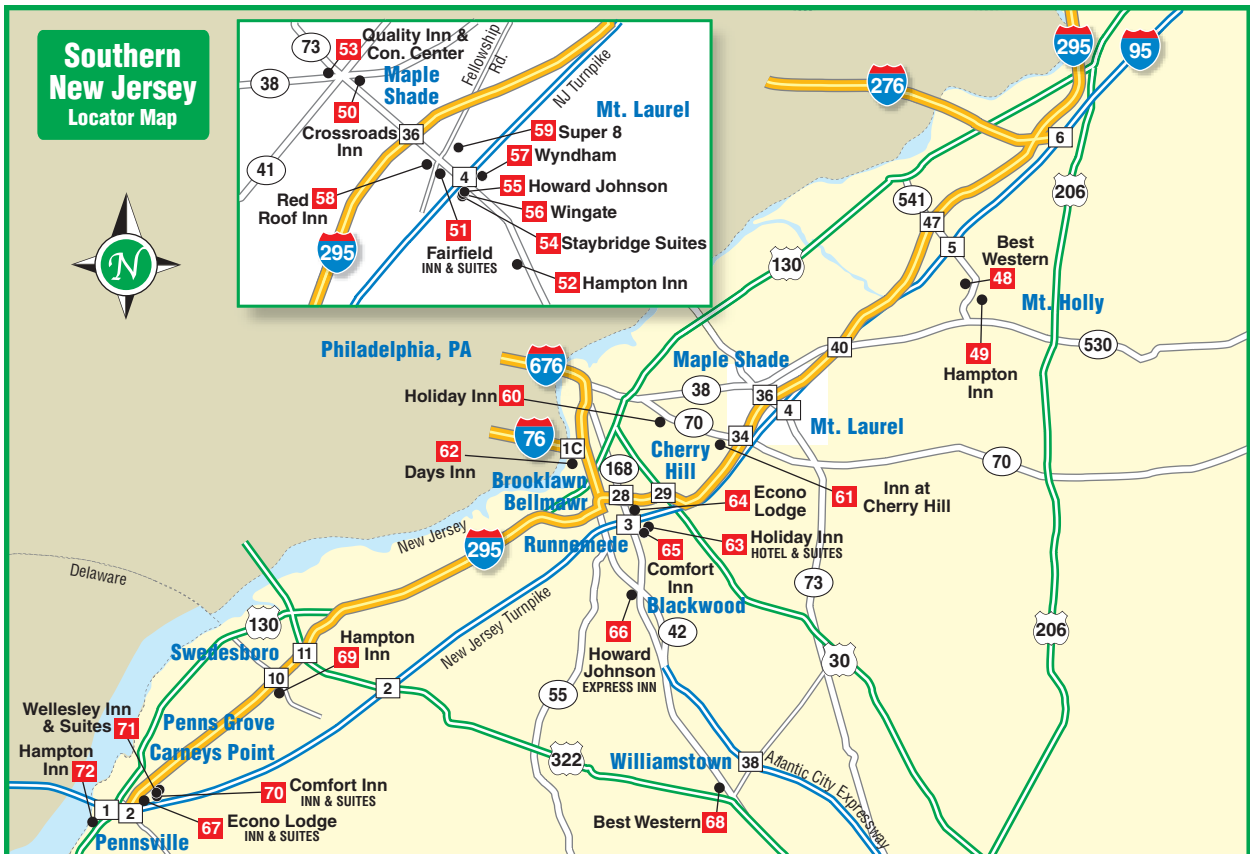 Southern
New Jersey
Locator Map
N
73
53
Quality Inn &
Con. Center
38
Maple
Shade
Fellowship
Rd.
NJ Turnpike
50
Crossroads
Inn
36
Mt. Laurel
59 Super 8
57 Wyndham
41
58
Red
Roof Inn
4
55 Howard Johnson
56 Wingate
51
Fairfield
INN & SUITES
54 Staybridge Suites
295
52 Hampton Inn
295
95
276
6
206
541
47
5
Best
Western
48
130
Mt. Holly
49
Hampton
Inn
530
40
Philadelphia, PA
676
Maple Shade
38
36
4
Holiday Inn 60
70
34
Mt. Laurel
76
1C
62
Days Inn
Cherry
Hill
70
Brooklawn
Bellmawr
168
28
29
64
Econo
Lodge
61
Inn at
Cherry Hill
New Jersey
295
Runnemede
3
63
Holiday Inn
HOTEL & SUITES
65
Comfort
Inn
Delaware
New Jersey Turnpike
73
Blackwood
66
Howard
Johnson
EXPRESS INN
42
206
130
Hampton
Inn
69
Swedesboro
11
10
2
30
55
Wellesley Inn
& Suites 71
Penns Grove
Carneys Point
Hampton
Inn 72
322
Williamstown
38
Atlantic City Expressway
70 Comfort Inn
INN & SUITES
1
2
67 Econo Lodge
INN & SUITES
Best Western 68
Pennsville